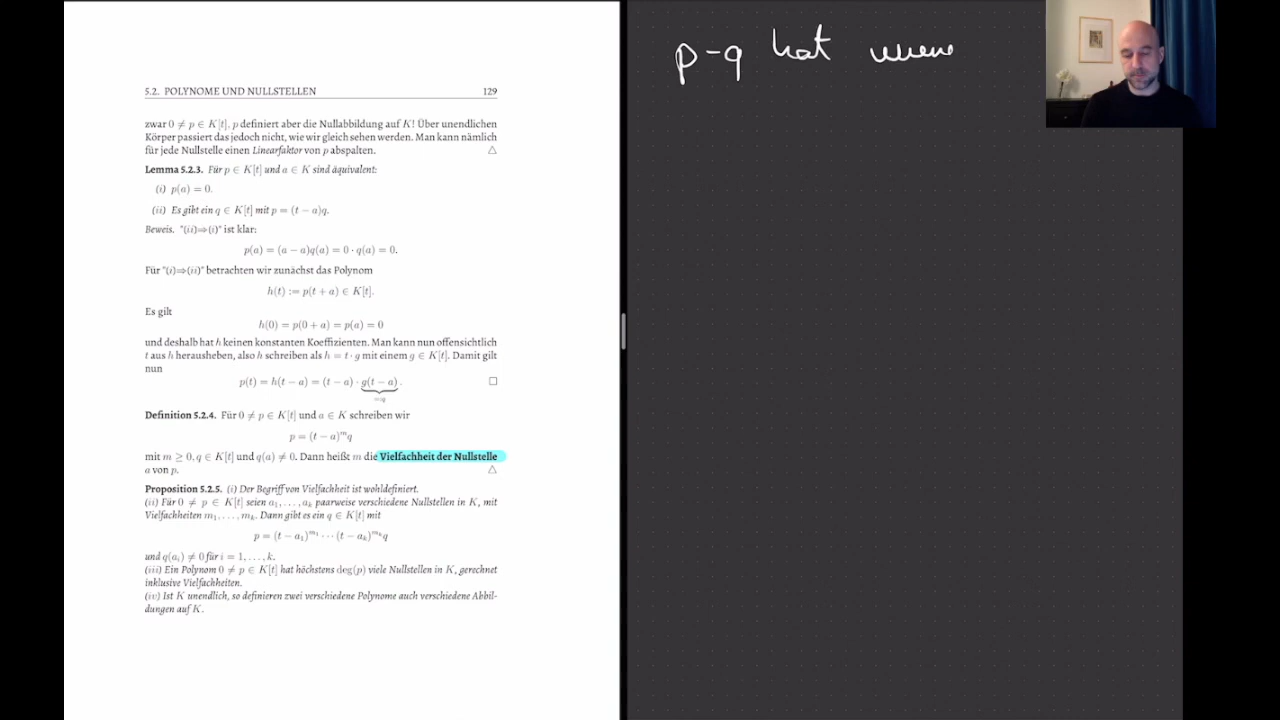 5.2. POLYNOME UND NULLSTELLEN 129
zwar 0 ≠ p ∈ K[t], p definiert aber die Nullabbildung auf K! Über unendlichen
Körper passiert das jedoch nicht, wie wir gleich sehen werden. Man kann nämlich
für jede Nullstelle einen Linearfaktor von p abspalten. △
Lemma 5.2.3. Für p ∈ K[t] und a ∈ K sind äquivalent:
(i) p(a) = 0.
(ii) Es gibt ein q ∈ K[t] mit p = (t − a)q.
Beweis. "(ii)⇒(i)" ist klar:
p(a) = (a − a)q(a) = 0 · q(a) = 0.
Für "(i)⇒(ii)" betrachten wir zunächst das Polynom
h(t) := p(t + a) ∈ K[t].
Es gilt
h(0) = p(0 + a) = p(a) = 0
und deshalb hat h keinen konstanten Koeffizienten. Man kann nun offensichtlich
t aus h herausheben, also h schreiben als h = t · g mit einem g ∈ K[t]. Damit gilt
nun
p(t) = h(t − a) = (t − a) · g(t − a). □
=:q
Definition 5.2.4. Für 0 ≠ p ∈ K[t] und a ∈ K schreiben wir
p = (t − a)^m q
mit m ≥ 0, q ∈ K[t] und q(a) ≠ 0. Dann heißt m die Vielfachheit der Nullstelle
a von p. △
Proposition 5.2.5. (i) Der Begriff von Vielfachheit ist wohldefiniert.
(ii) Für 0 ≠ p ∈ K[t] seien a₁, . . . , aₖ paarweise verschiedene Nullstellen in K, mit
Vielfachheiten m₁, . . . , mₖ. Dann gibt es ein q ∈ K[t] mit
p = (t − a₁)^m₁ · · · (t − aₖ)^mₖ q
und q(aᵢ) ≠ 0 für i = 1, . . . , k.
(iii) Ein Polynom 0 ≠ p ∈ K[t] hat höchstens deg(p) viele Nullstellen in K, gerechnet
inklusive Vielfachheiten.
(iv) Ist K unendlich, so definieren zwei verschiedene Polynome auch verschiedene Abbil-
dungen auf K.
p-q hat